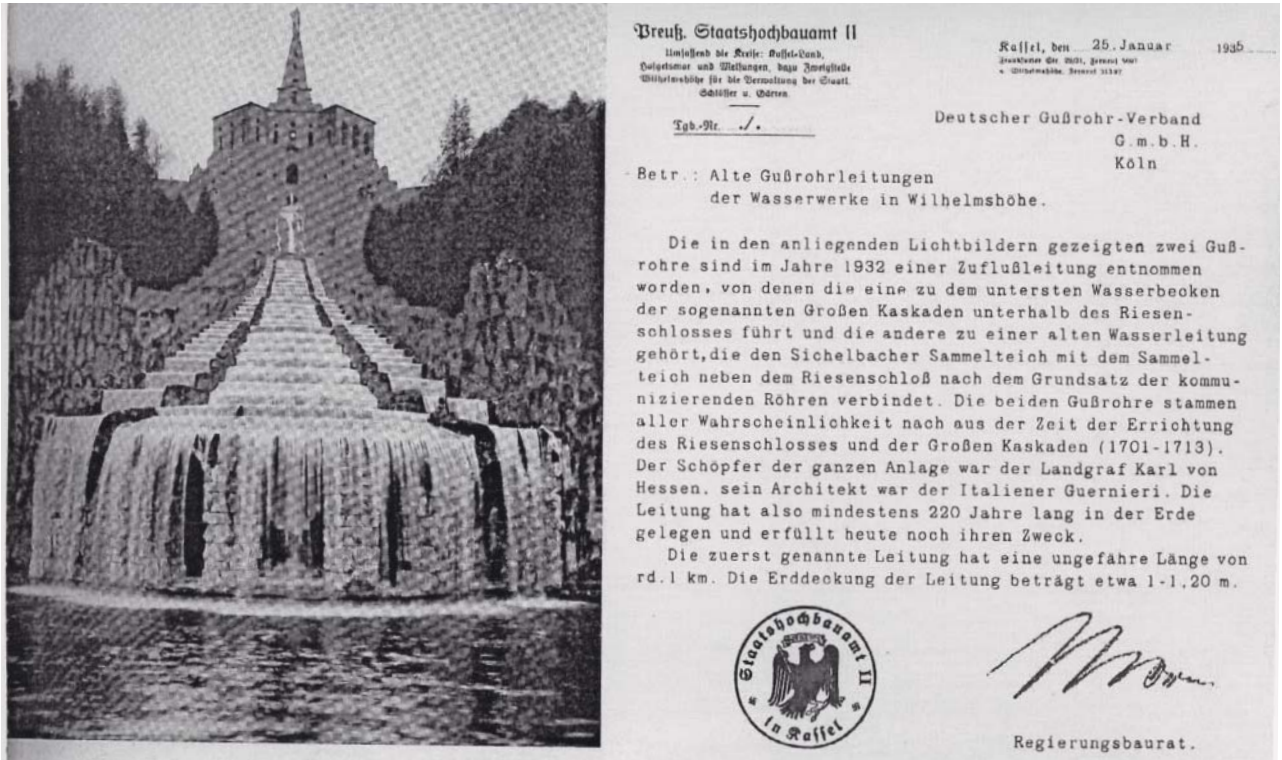 Preuß. Staatshochbauamt II
Umfassend die Kreise: Kassel-Land,
Hofgeismar und Melsungen, dazu Zweigstelle
Wilhelmshöhe für die Verwaltung der Staatl.
Schlösser u. Gärten.
Tgb.-Nr. ./.
Kassel, den 25. Januar 1935
Frankfurter Str.
u. Wilhelmshöhe,
Deutscher Gußrohr-Verband
G.m.b.H.
Köln
Betr.: Alte Gußrohrleitungen
der Wasserwerke in Wilhelmshöhe.
Die in den anliegenden Lichtbildern gezeigten zwei Guß-
rohre sind im Jahre 1932 einer Zuflußleitung entnommen
worden, von denen die eine zu dem untersten Wasserbecken
der sogenannten Großen Kaskaden unterhalb des Riesen-
schlosses führt und die andere zu einer alten Wasserleitung
gehört,die den Sichelbacher Sammelteich mit dem Sammel-
teich neben dem Riesenschloß nach dem Grundsatz der kommu-
nizierenden Röhren verbindet. Die beiden Gußrohre stammen
aller Wahrscheinlichkeit nach aus der Zeit der Errichtung
des Riesenschlosses und der Großen Kaskaden (1701-1713).
Der Schöpfer der ganzen Anlage war der Landgraf Karl von
Hessen. sein Architekt war der Italiener Guernieri. Die
Leitung hat also mindestens 220 Jahre lang in der Erde
gelegen und erfüllt heute noch ihren Zweck.
Die zuerst genannte Leitung hat eine ungefähre Länge von
rd.1 km. Die Erddeckung der Leitung beträgt etwa 1-1,20 m.
Staatshochbauamt II
in Kassel
Regierungsbaurat.